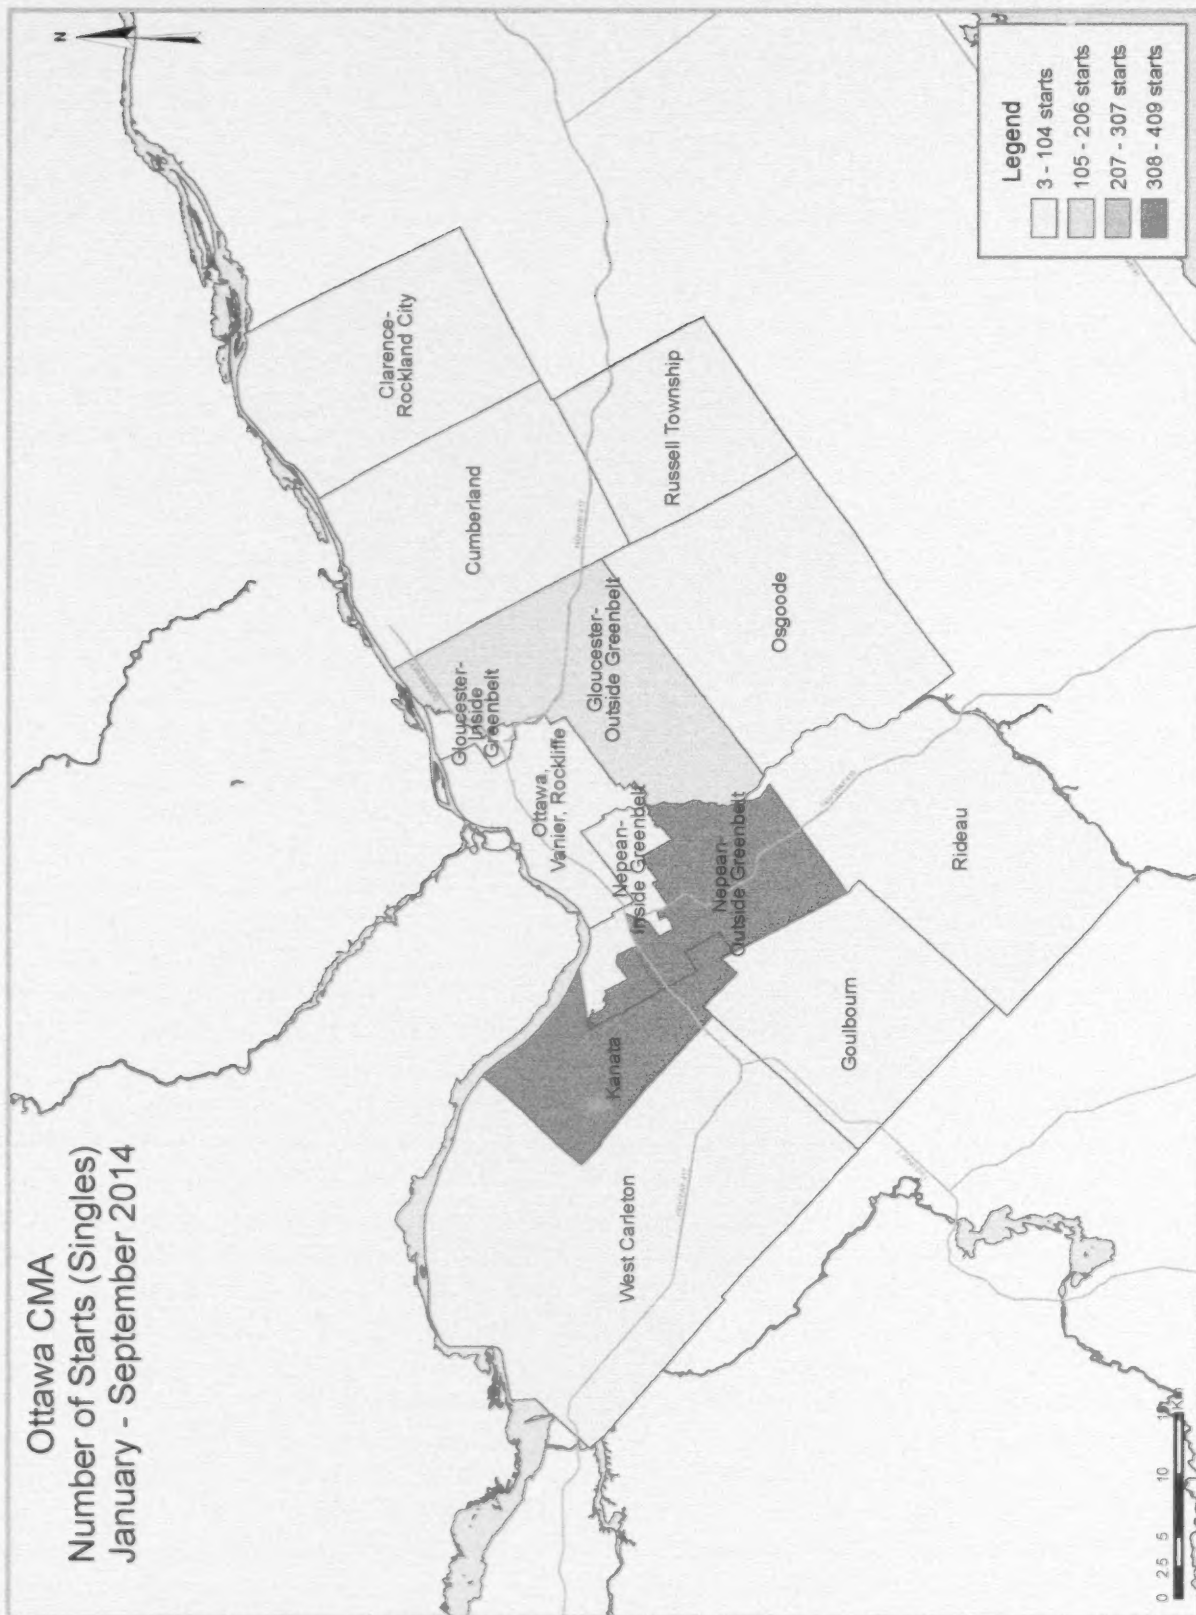 Ottawa CMA
Number of Starts (Singles)
January - September 2014
N
West Carleton
Kanata
Goulbourn
Rideau
Nepean-
Outside Greenbelt
Nepean-
Inside Greenbelt
Ottawa,
Vanier, Rockliffe
Gloucester-
Inside
Greenbelt
Gloucester-
Outside Greenbelt
Osgoode
Cumberland
Russell Township
Clarence-
Rockland City
Legend
3 - 104 starts
105 - 206 starts
207 - 307 starts
308 - 409 starts
0 2.5 5 10